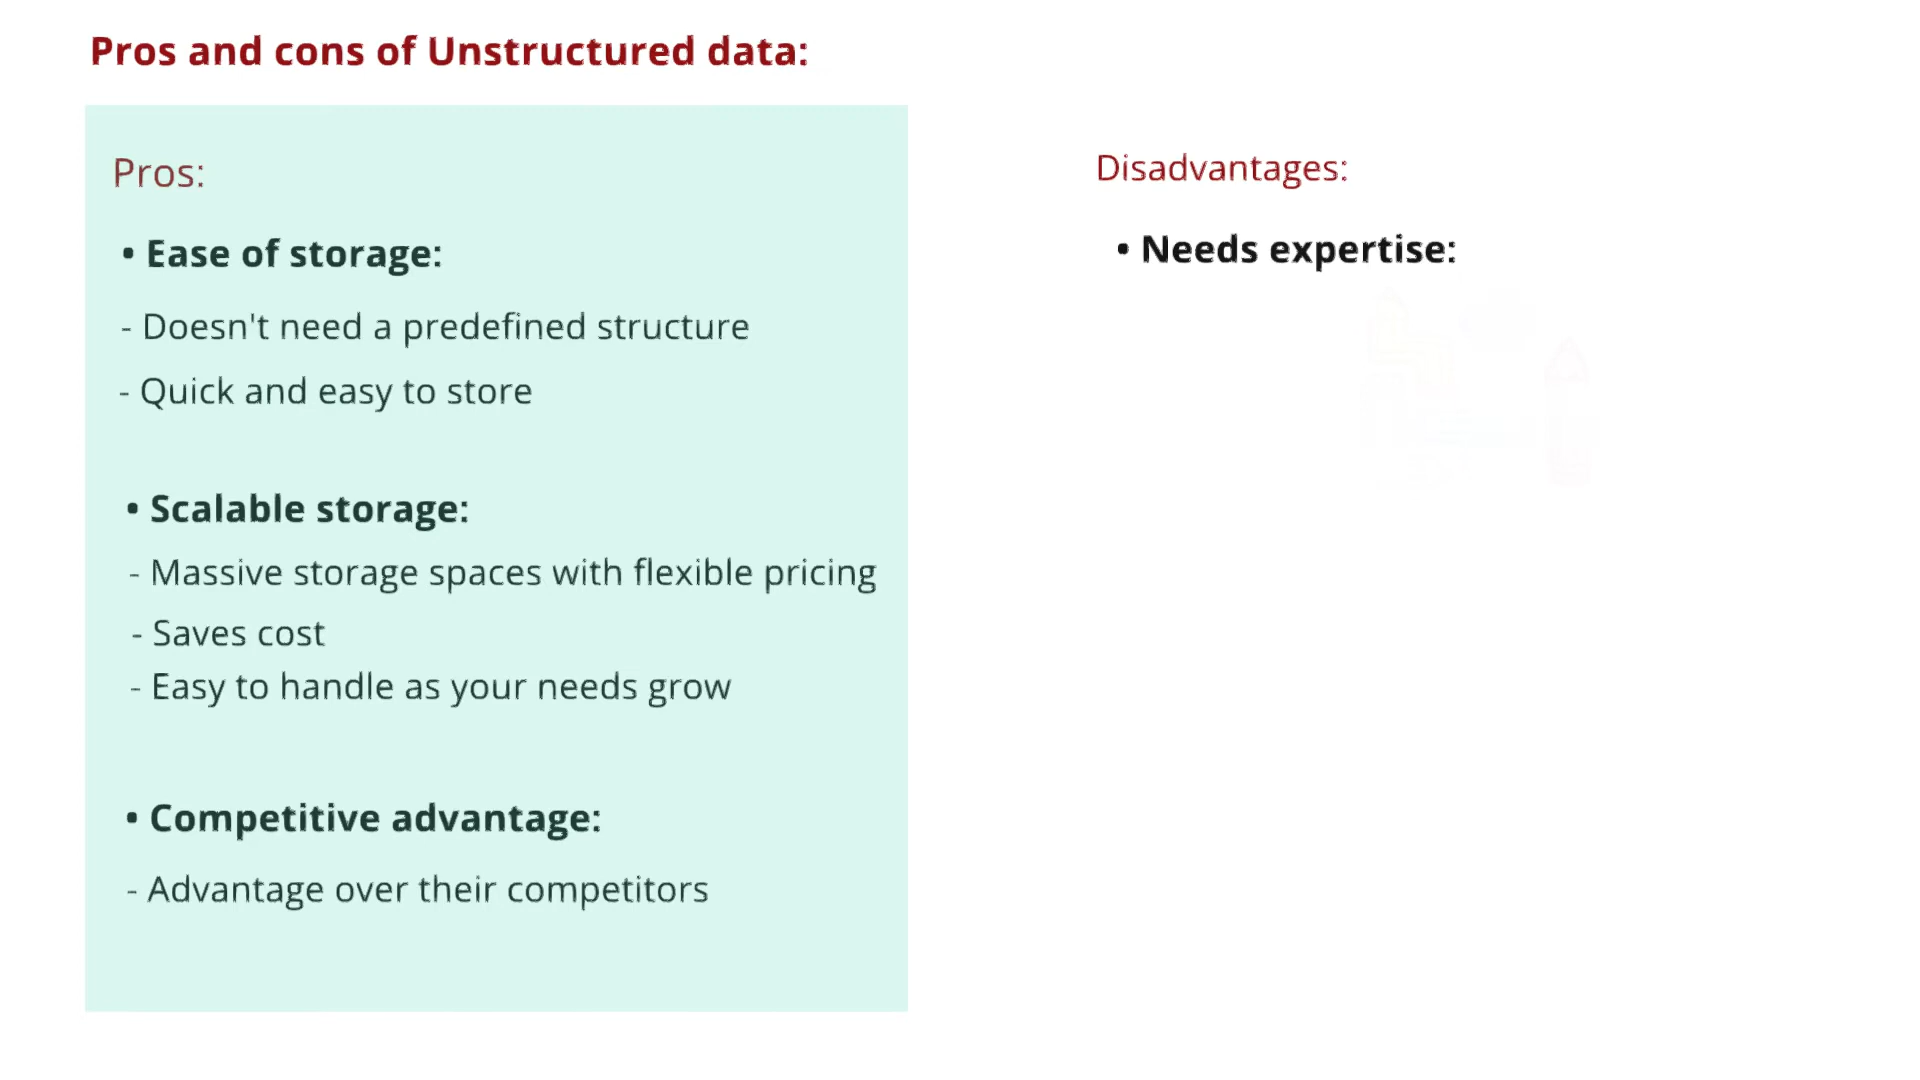 Pros and cons of Unstructured data:
Pros:
• Ease of storage:
- Doesn't need a predefined structure
- Quick and easy to store
• Scalable storage:
- Massive storage spaces with flexible pricing
- Saves cost
- Easy to handle as your needs grow
• Competitive advantage:
- Advantage over their competitors
Disadvantages:
• Needs expertise: